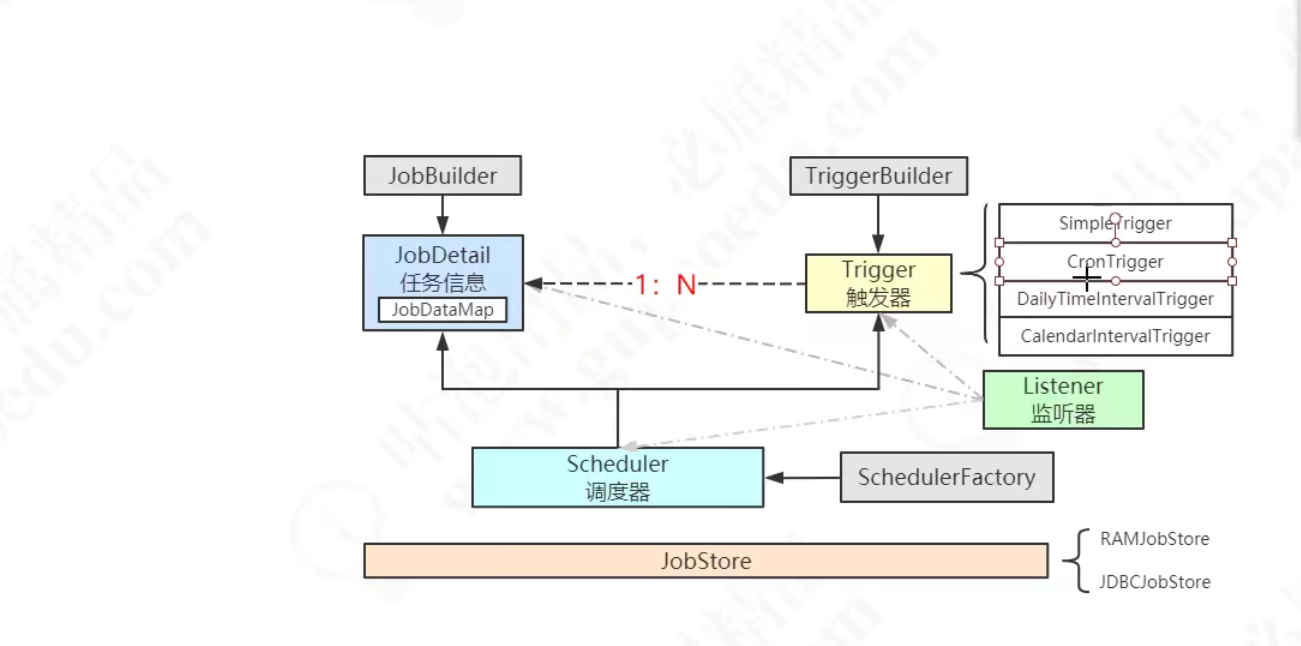 JobBuilder
TriggerBuilder
JobDetail
任务信息
JobDataMap
1：N
Trigger
触发器
SimpleTrigger
CronTrigger
DailyTimeIntervalTrigger
CalendarIntervalTrigger
Listener
监听器
Scheduler
调度器
SchedulerFactory
JobStore
RAMJobStore
JDBCJobStore